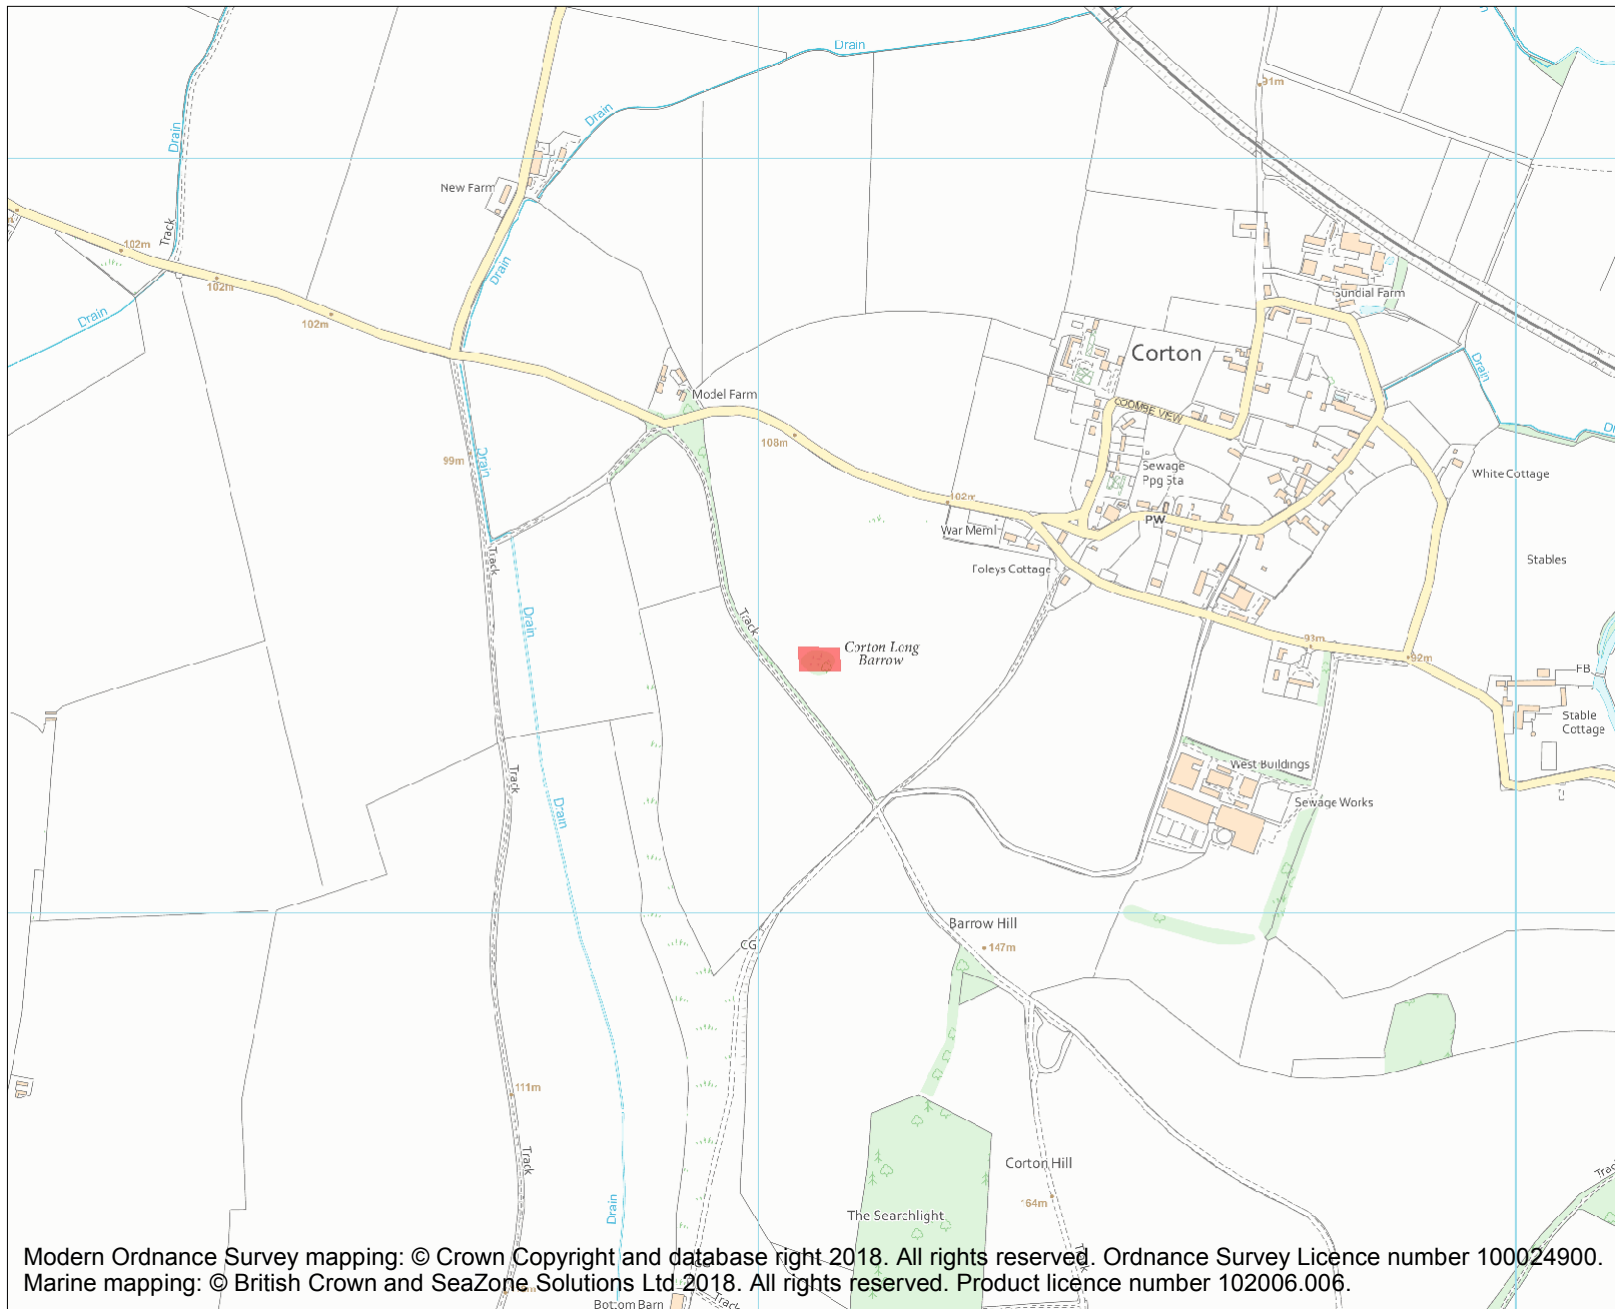 Drain
91m
Drain
Drain
New Farm
Track
102m
Drain
102m
Sundial Farm
Drain
102m
Corton
Drain
Model Farm
COOMBE VIEW
108m
99m
Drain
Sewage
Ppg Sta
White Cottage
102m
PW
War Meml
Track
Foleys Cottage
Stables
Drain
Track
93m
92m
Corton Long
Barrow
FB
Stable
Cottage
West Buildings
Track
Sewage Works
Drain
Barrow Hill
CG
147m
111m
Track
Corton Hill
Drain
The Searchlight
Modern Ordnance Survey mapping: © Crown Copyright and database right 2018. All rights reserved. Ordnance Survey Licence number 100024900.
Marine mapping: © British Crown and SeaZone Solutions Ltd 2018. All rights reserved. Product licence number 102006.006.
Track
Track
Bottom Barn